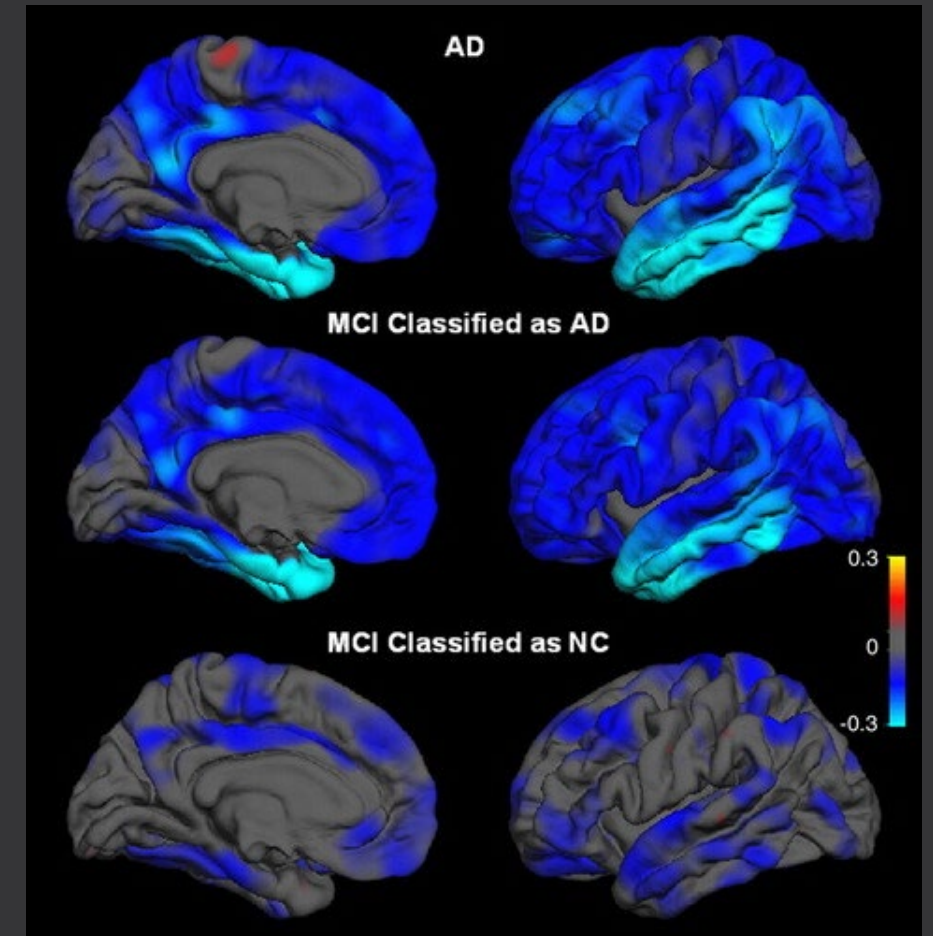 AD
MCI Classified as AD
0.3
0
-0.3
MCI Classified as NC